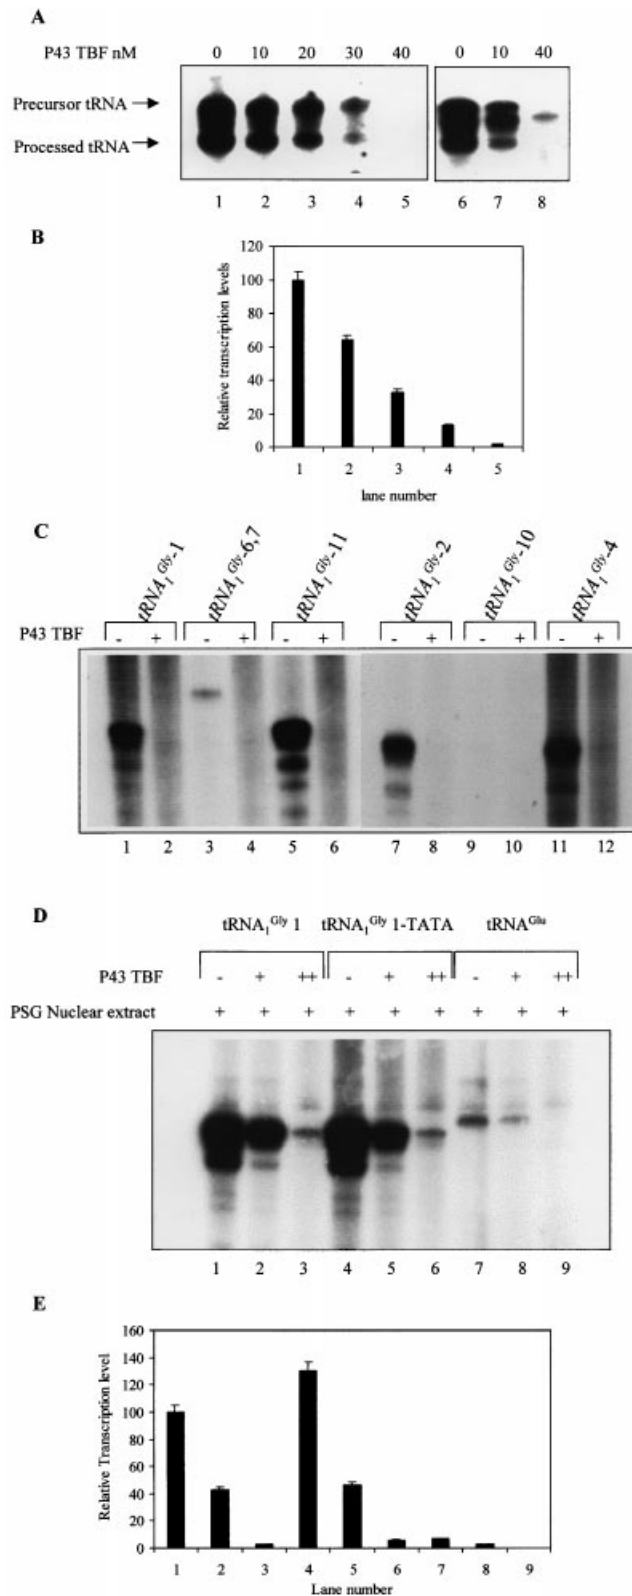 A
P43 TBF nM 0 10 20 30 40 0 10 40
Precursor tRNA
Processed tRNA
1 2 3 4 5 6 7 8
B
Relative transcription levels
120
100
80
60
40
20
0
1 2 3 4 5
lane number
C
tRNA₁ᴳˡʸ-1 tRNA₁ᴳˡʸ-6,7 tRNA₁ᴳˡʸ-11 tRNA₁ᴳˡʸ-2 tRNA₁ᴳˡʸ-10 tRNA₁ᴳˡʸ-4
P43 TBF - + - + - + - + - + - +
1 2 3 4 5 6 7 8 9 10 11 12
D
tRNA₁ᴳˡʸ 1 tRNA₁ᴳˡʸ 1-TATA tRNAᴳˡᵘ
P43 TBF - + ++ - + ++ - + ++
PSG Nuclear extract + + + + + + + + +
1 2 3 4 5 6 7 8 9
E
Relative Transcription level
160
140
120
100
80
60
40
20
0
1 2 3 4 5 6 7 8 9
Lane number